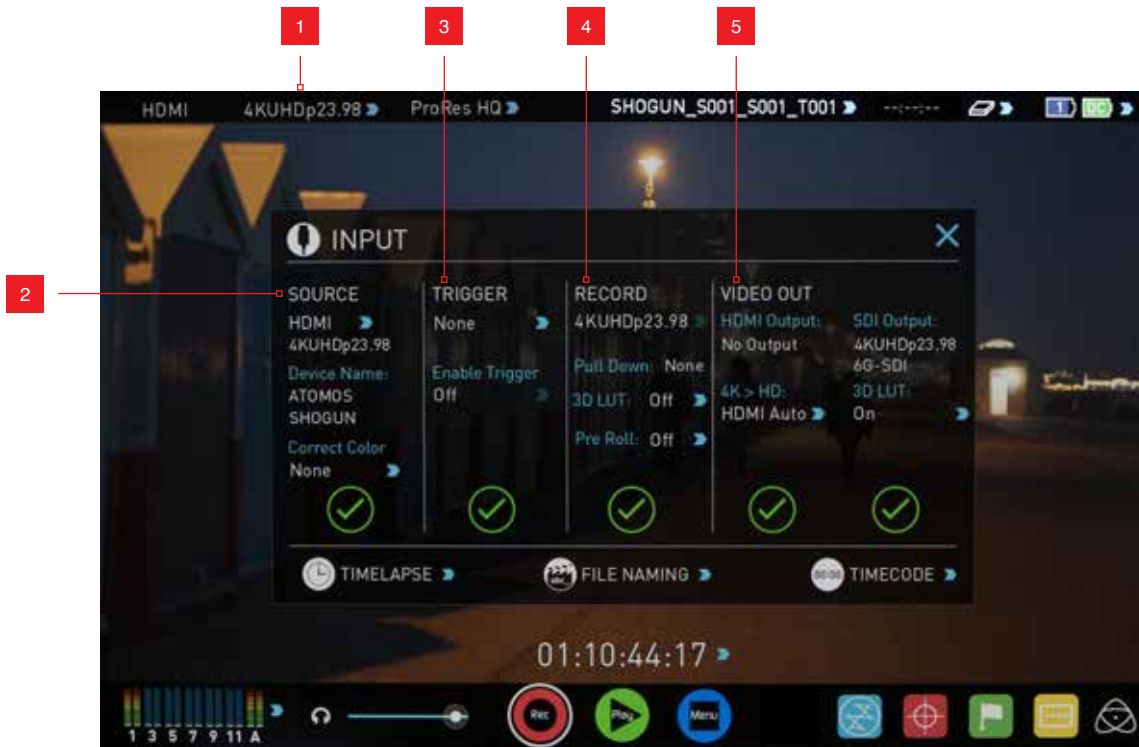 1
3
4
5
HDMI 4KUHDp23.98 ProRes HQ SHOGUN_S001_S001_T001 --:--:-- 1 DC
INPUT
2
SOURCE
HDMI
4KUHDp23.98
Device Name:
ATOMOS
SHOGUN
Correct Color
None
TRIGGER
None
Enable Trigger
Off
RECORD
4KUHDp23.98
Pull Down: None
3D LUT: Off
Pre Roll: Off
VIDEO OUT
HDMI Output:
No Output
4K > HD:
HDMI Auto
SDI Output:
4KUHDp23.98
6G-SDI
3D LUT:
On
TIMELAPSE FILE NAMING 00:00 TIMECODE
01:10:44:17
Rec Play Menu
1 3 5 7 9 11 A